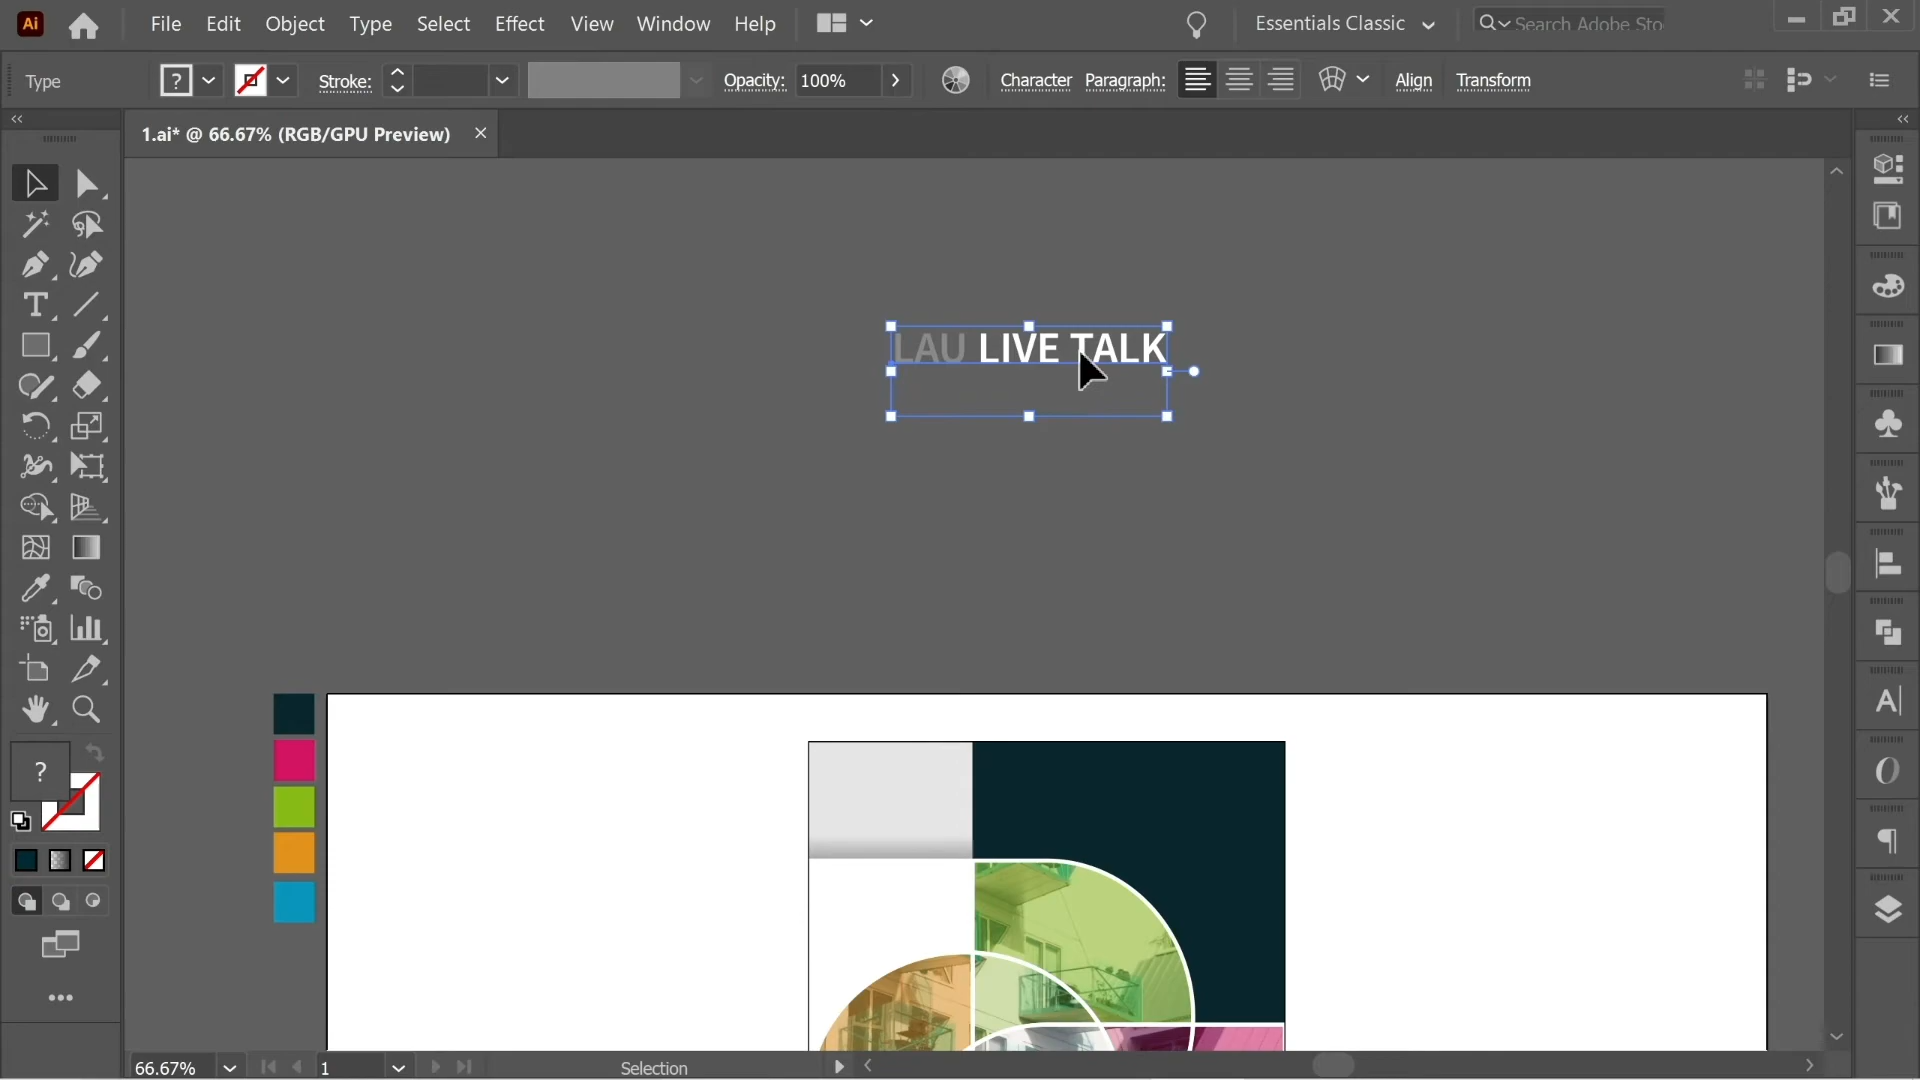 Ai File Edit Object Type Select Effect View Window Help Essentials Classic Search Adobe Sto
Type ? Stroke: Opacity: 100% Character Paragraph: Align Transform
1.ai* @ 66.67% (RGB/GPU Preview)
LAU LIVE TALK
?
66.67% 1 Selection